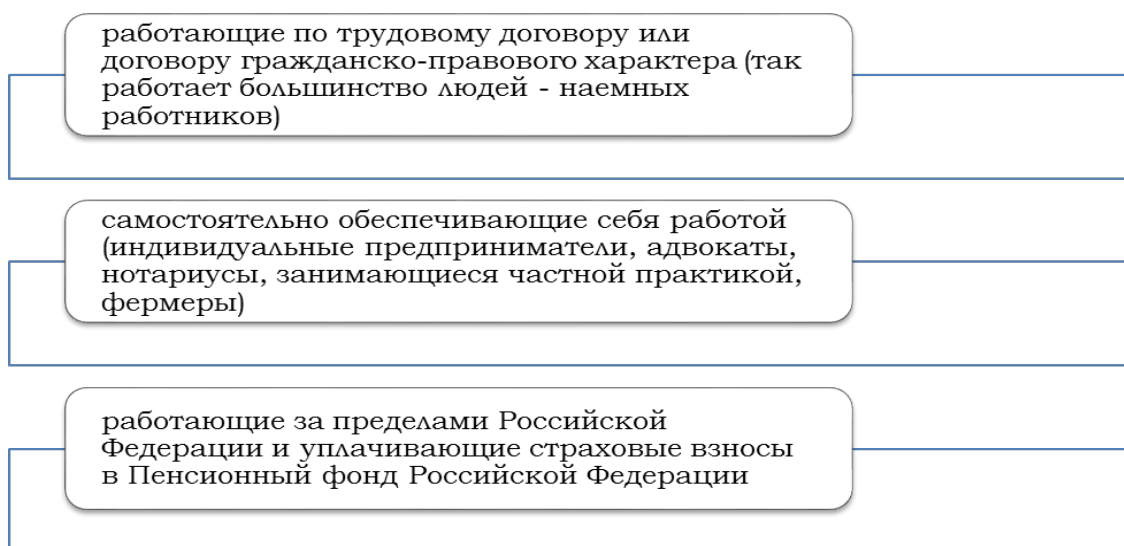 работающие по трудовому договору или
договору гражданско-правового характера (так
работает большинство людей - наемных
работников)
самостоятельно обеспечивающие себя работой
(индивидуальные предприниматели, адвокаты,
нотариусы, занимающиеся частной практикой,
фермеры)
работающие за пределами Российской
Федерации и уплачивающие страховые взносы
в Пенсионный фонд Российской Федерации